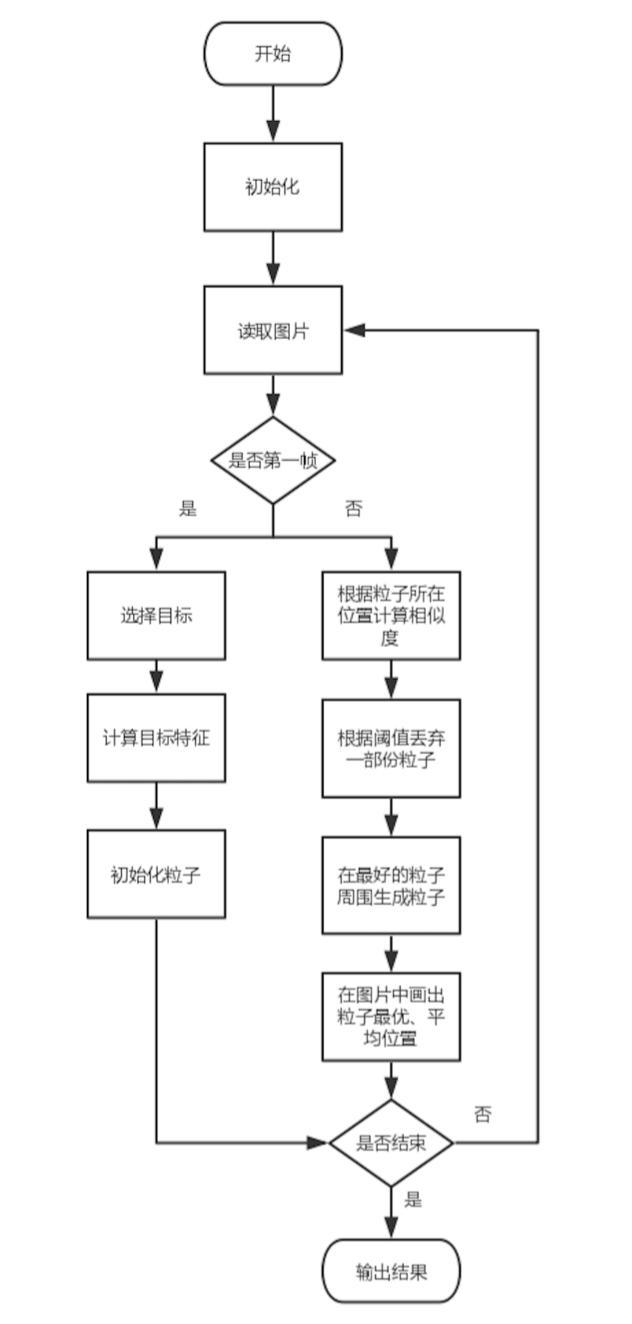 开始
初始化
读取图片
是否第一帧
是
否
选择目标
计算目标特征
初始化粒子
根据粒子所在
位置计算相似
度
根据阈值丢弃
一部份粒子
在最好的粒子
周围生成粒子
在图片中画出
粒子最优、平
均位置
是否结束
否
是
输出结果